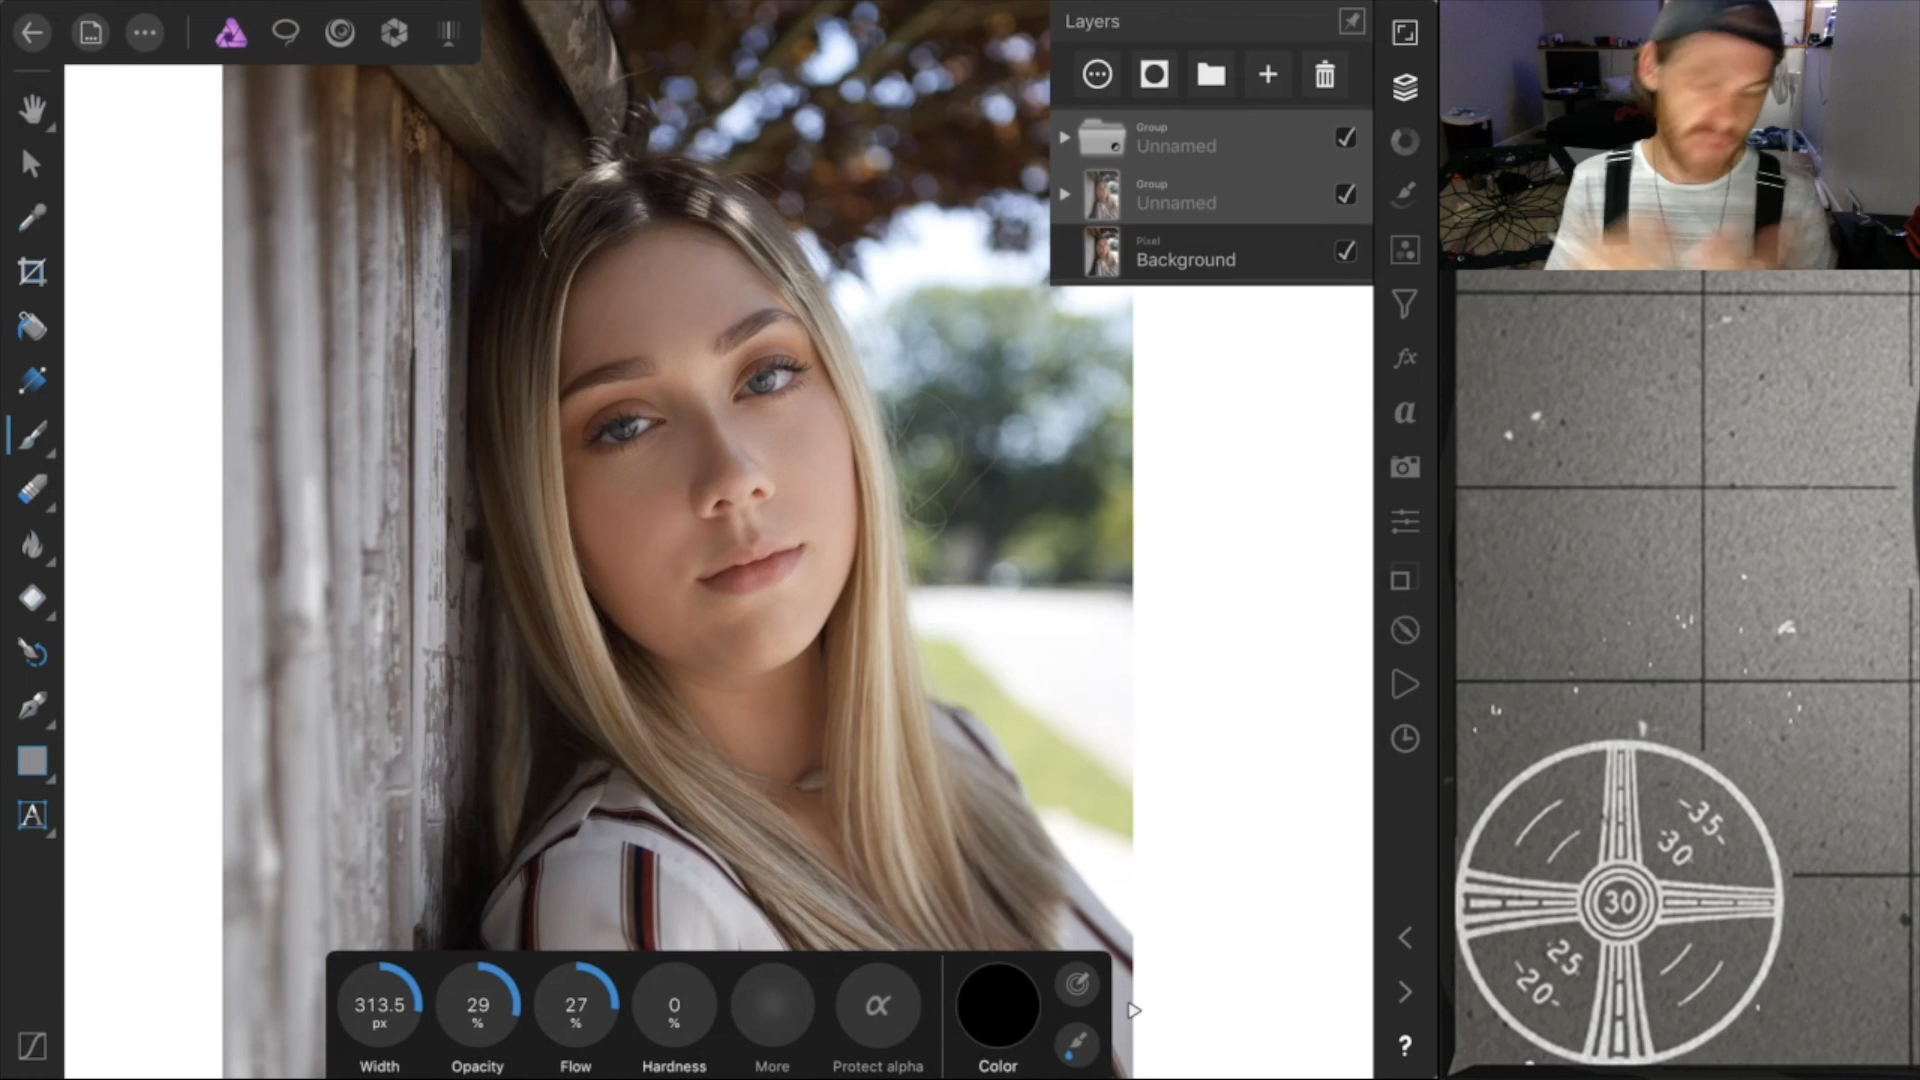 Layers
Group
Unnamed
Group
Unnamed
Pixel
Background
fx
a
A
313.5
px
29
%
27
%
0
%
α
Width
Opacity
Flow
Hardness
More
Protect alpha
Color
?
-35-
30
30
25
-20-